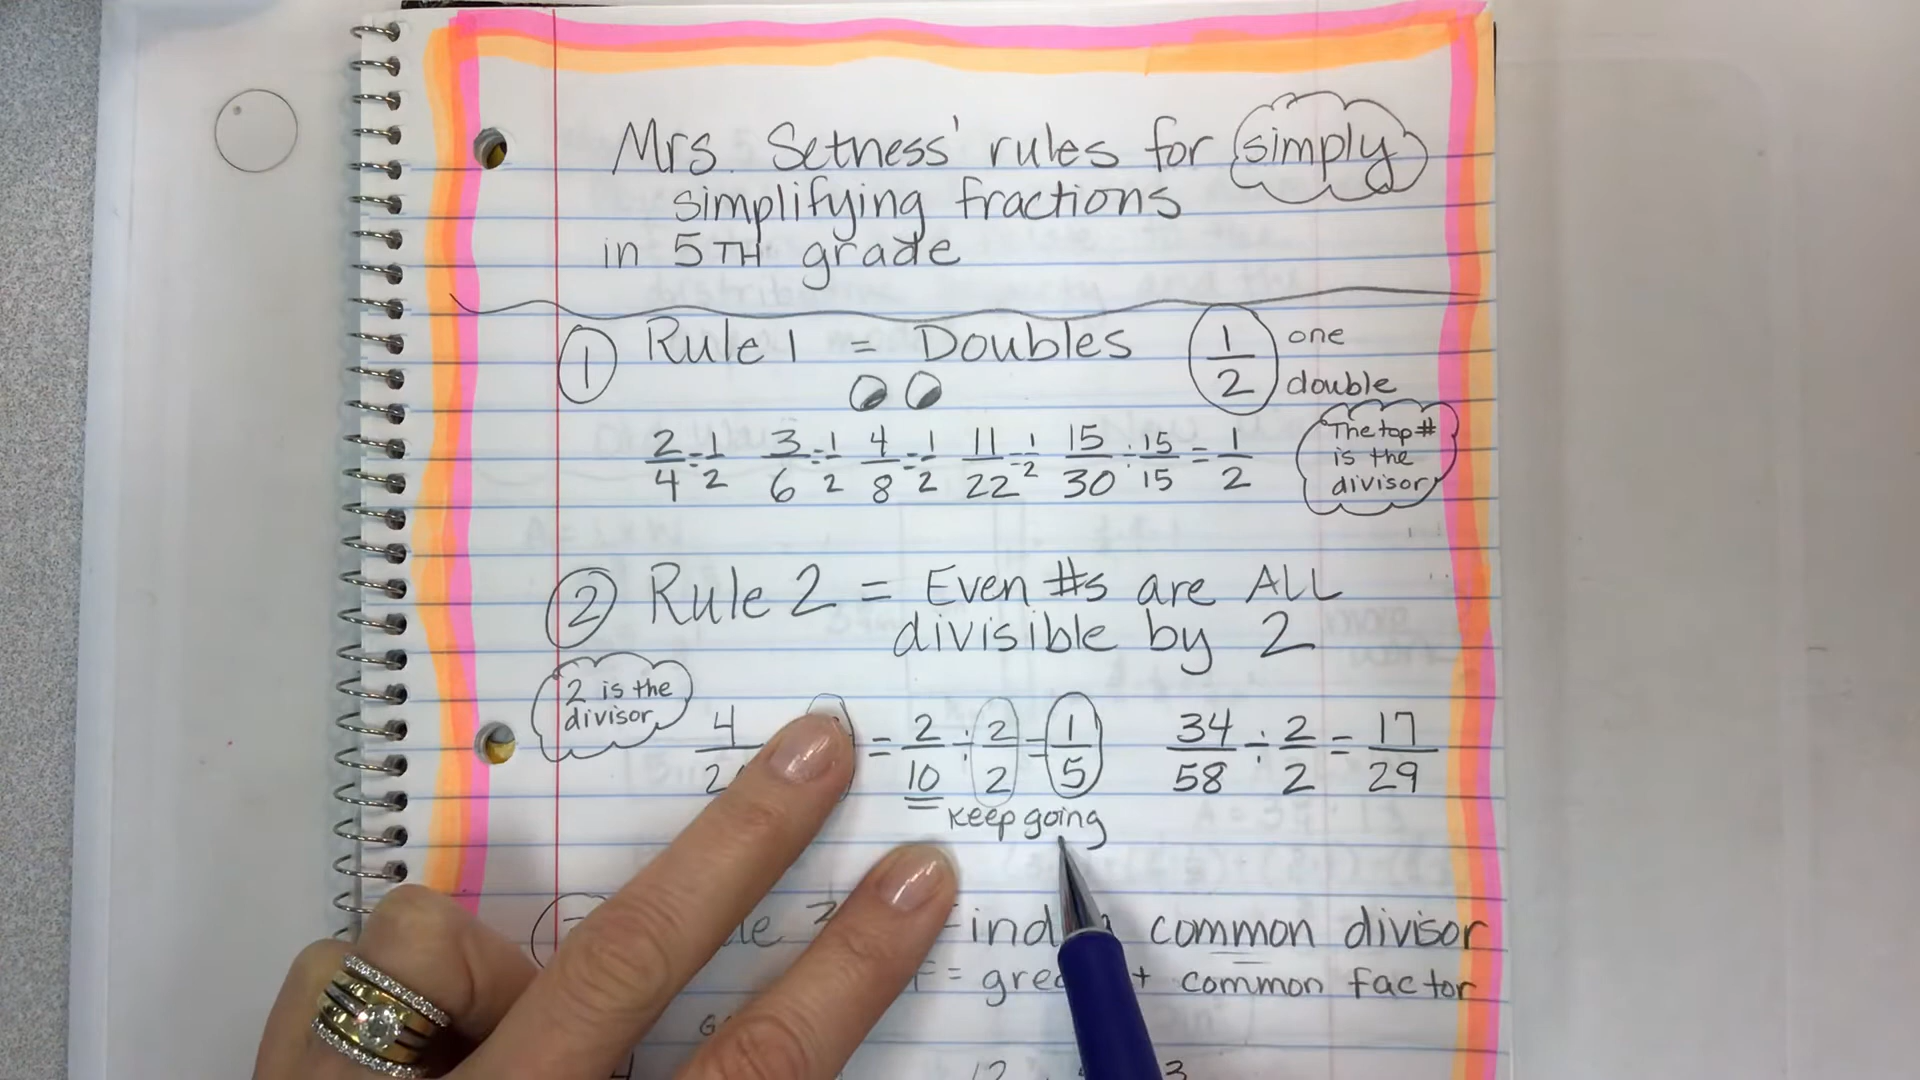 Mrs. Setness' rules for simply
simplifying fractions
in 5TH grade
1 Rule 1 = Doubles 1/2 one double
2/4 = 1/2 3/6 = 1/2 4/8 = 1/2 11/22 = 1/2 15/30 ÷ 15/15 = 1/2
The top #
is the
divisor
2 Rule 2 = Even #s are ALL
divisible by 2
2 is the
divisor
4 = 2/10 ÷ 2/2 = 1/5 34/58 ÷ 2/2 = 17/29
keep going
Find common divisor
= common factor